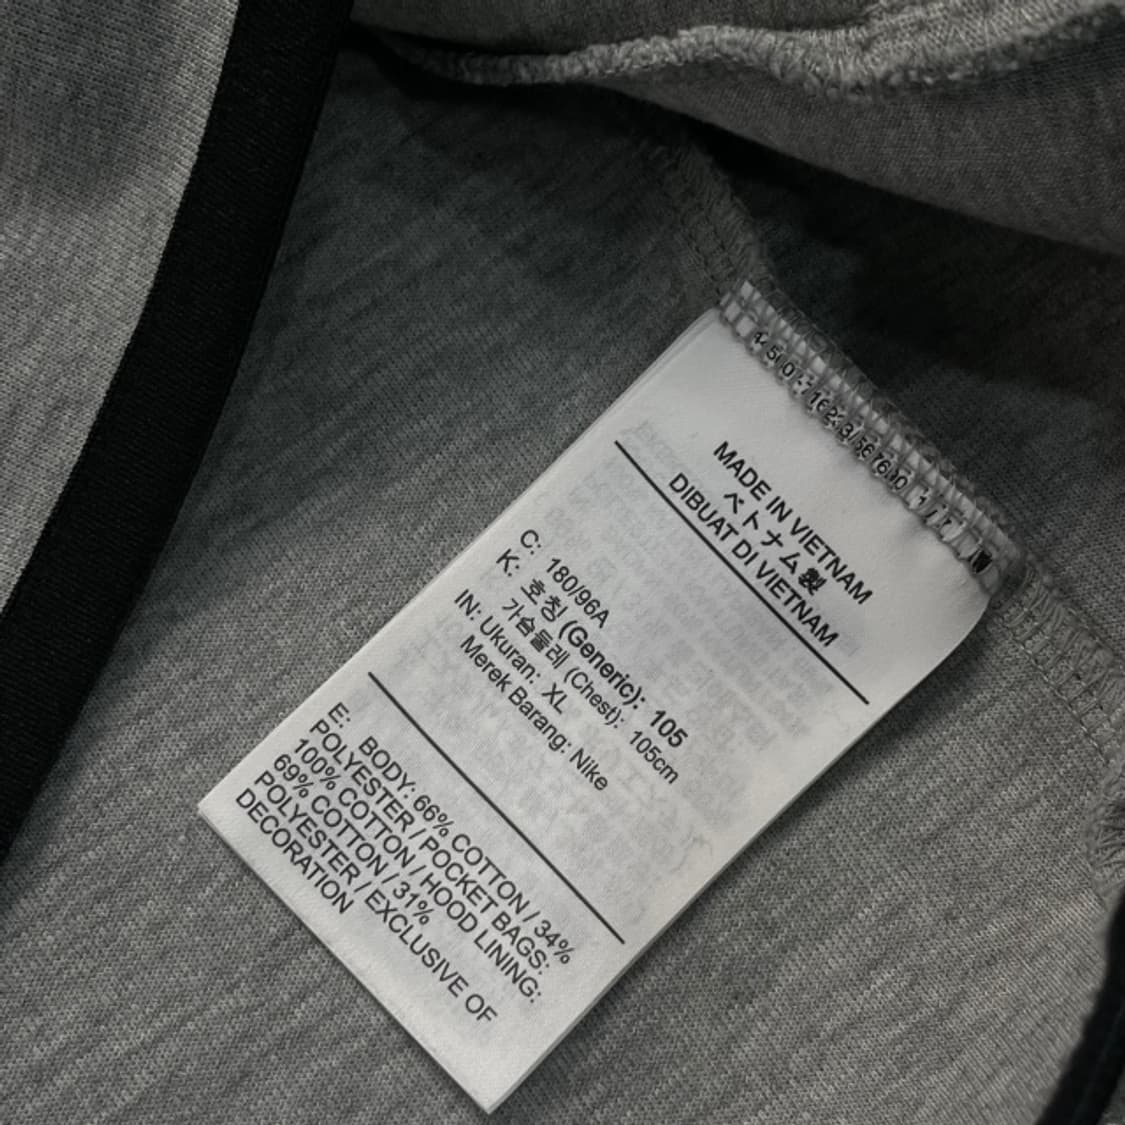 MADE IN VIETNAM
ベトナム製
DIBUAT DI VIETNAM
C: 180/96A
K: 호칭 (Generic): 105
가슴둘레 (Chest): 105cm
IN: Ukuran: XL
Merek Barang: Nike
E: BODY: 66% COTTON / 34%
POLYESTER / POCKET BAGS:
100% COTTON / HOOD LINING:
69% COTTON / 31%
POLYESTER / EXCLUSIVE OF
DECORATION